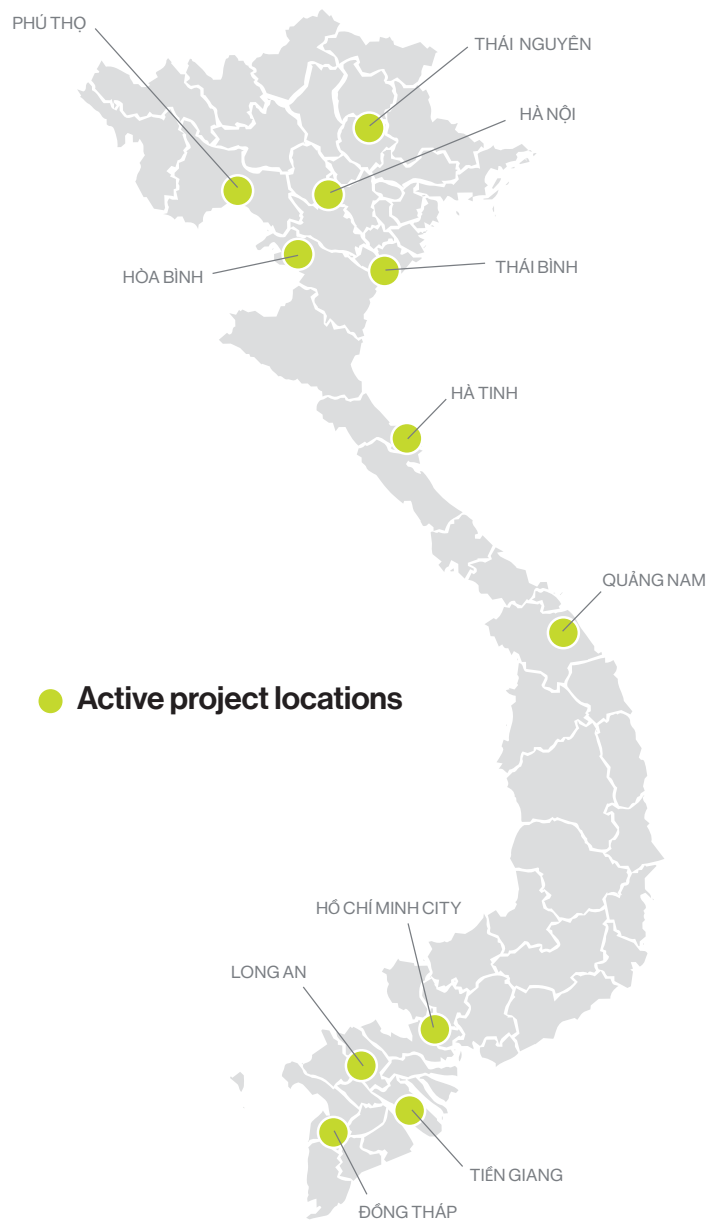 PHÚ THỌ
THÁI NGUYÊN
HÀ NỘI
HÒA BÌNH
THÁI BÌNH
HÀ TINH
QUẢNG NAM
Active project locations
HỒ CHÍ MINH CITY
LONG AN
TIỀN GIANG
ĐỒNG THÁP